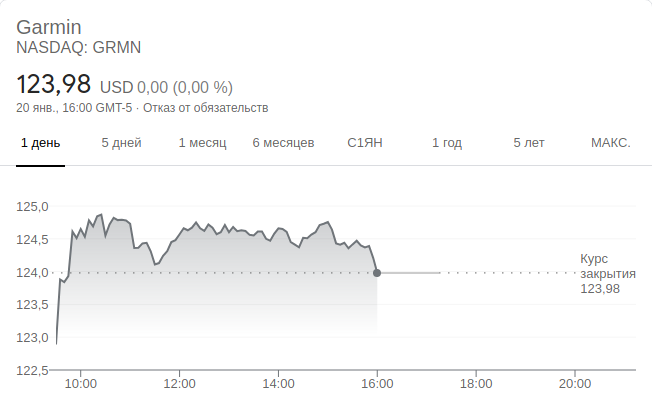 Garmin
NASDAQ: GRMN
123,98 USD 0,00 (0,00 %)
20 янв., 16:00 GMT-5 · Отказ от обязательств
1 день 5 дней 1 месяц 6 месяцев С1ЯН 1 год 5 лет МАКС.
125,0
124,5
124,0
123,5
123,0
122,5
Курс
закрытия
123,98
10:00 12:00 14:00 16:00 18:00 20:00